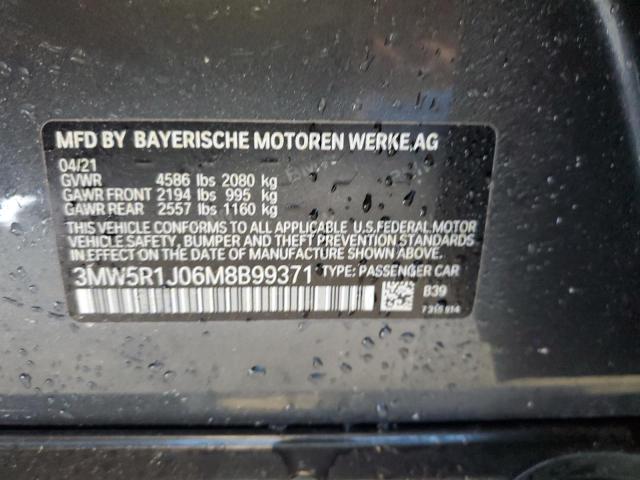 MFD BY BAYERISCHE MOTOREN WERKE AG
04/21
GVWR 4586 lbs 2080 kg
GAWR FRONT 2194 lbs 995 kg
GAWR REAR 2557 lbs 1160 kg
THIS VEHICLE CONFORMS TO ALL APPLICABLE U.S.FEDERAL MOTOR
VEHICLE SAFETY, BUMPER, AND THEFT PREVENTION STANDARDS
IN EFFECT ON THE DATE OF MANUFACTURE SHOWN ABOVE.
3MW5R1J06M8B99371 TYPE: PASSENGER CAR
B39